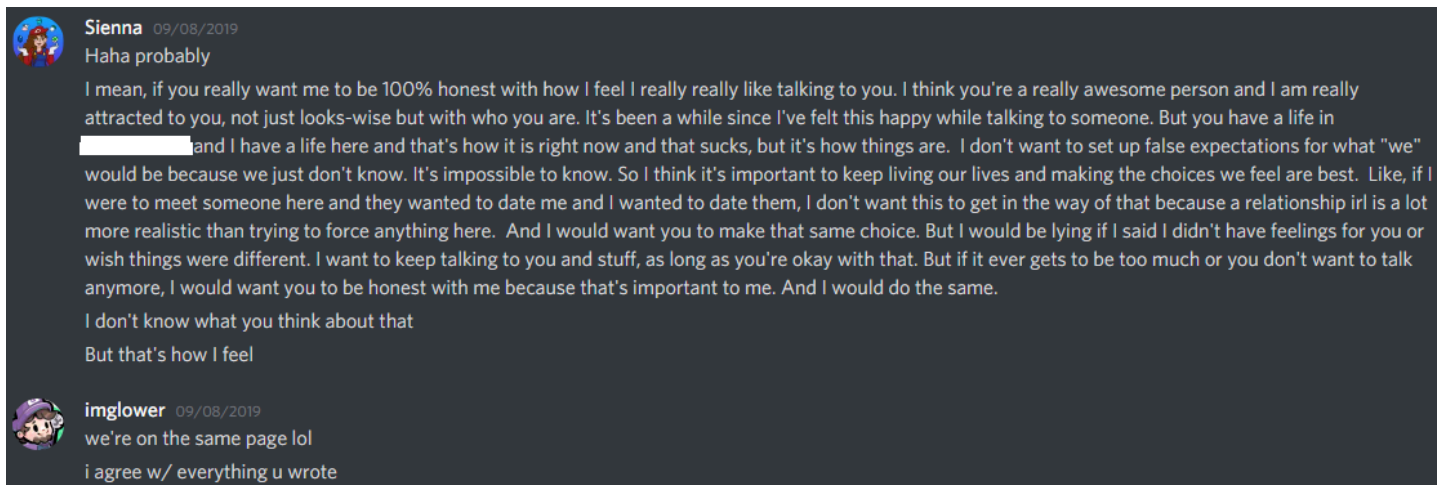 Sienna 09/08/2019
Haha probably
I mean, if you really want me to be 100% honest with how I feel I really really like talking to you. I think you're a really awesome person and I am really
attracted to you, not just looks-wise but with who you are. It's been a while since I've felt this happy while talking to someone. But you have a life in
and I have a life here and that's how it is right now and that sucks, but it's how things are.  I don't want to set up false expectations for what "we"
would be because we just don't know. It's impossible to know. So I think it's important to keep living our lives and making the choices we feel are best.  Like, if I
were to meet someone here and they wanted to date me and I wanted to date them, I don't want this to get in the way of that because a relationship irl is a lot
more realistic than trying to force anything here.  And I would want you to make that same choice. But I would be lying if I said I didn't have feelings for you or
wish things were different. I want to keep talking to you and stuff, as long as you're okay with that. But if it ever gets to be too much or you don't want to talk
anymore, I would want you to be honest with me because that's important to me. And I would do the same.
I don't know what you think about that
But that's how I feel
imglower 09/08/2019
we're on the same page lol
i agree w/ everything u wrote